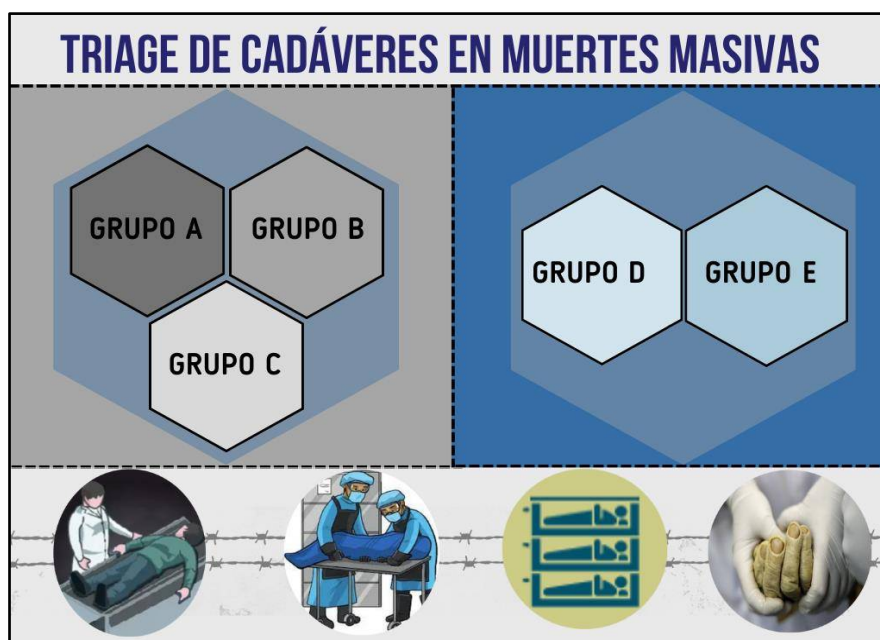 TRIAGE DE CADÁVERES EN MUERTES MASIVAS
GRUPO A
GRUPO B
GRUPO C
GRUPO D
GRUPO E